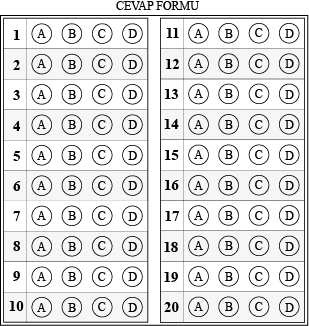 CEVAP FORMU
1 A B C D
2 A B C D
3 A B C D
4 A B C D
5 A B C D
6 A B C D
7 A B C D
8 A B C D
9 A B C D
10 A B C D
11 A B C D
12 A B C D
13 A B C D
14 A B C D
15 A B C D
16 A B C D
17 A B C D
18 A B C D
19 A B C D
20 A B C D